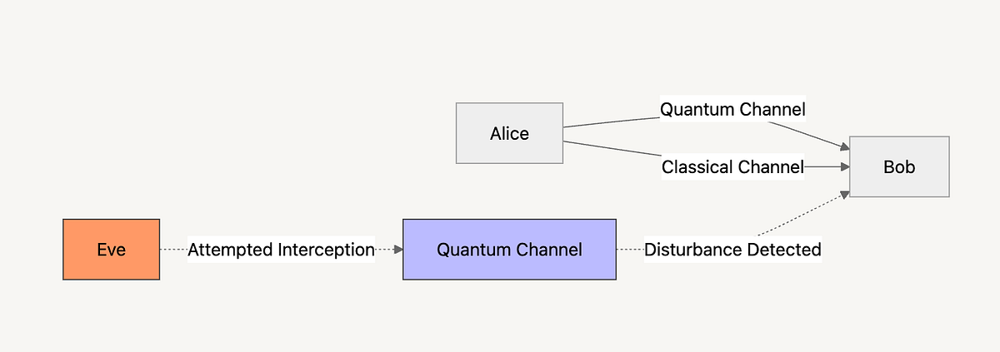 Quantum Channel
Alice
Classical Channel
Bob
Eve
Attempted Interception
Quantum Channel
Disturbance Detected